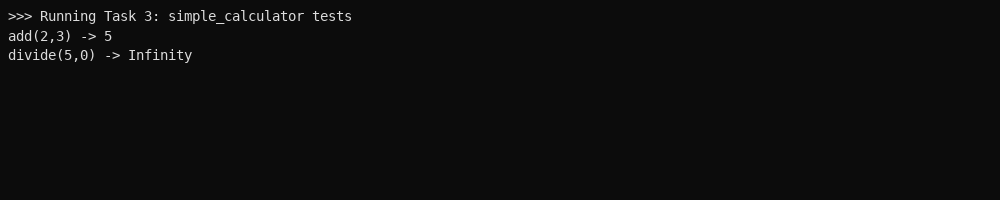 >>> Running Task 3: simple_calculator tests
add(2,3) -> 5
divide(5,0) -> Infinity